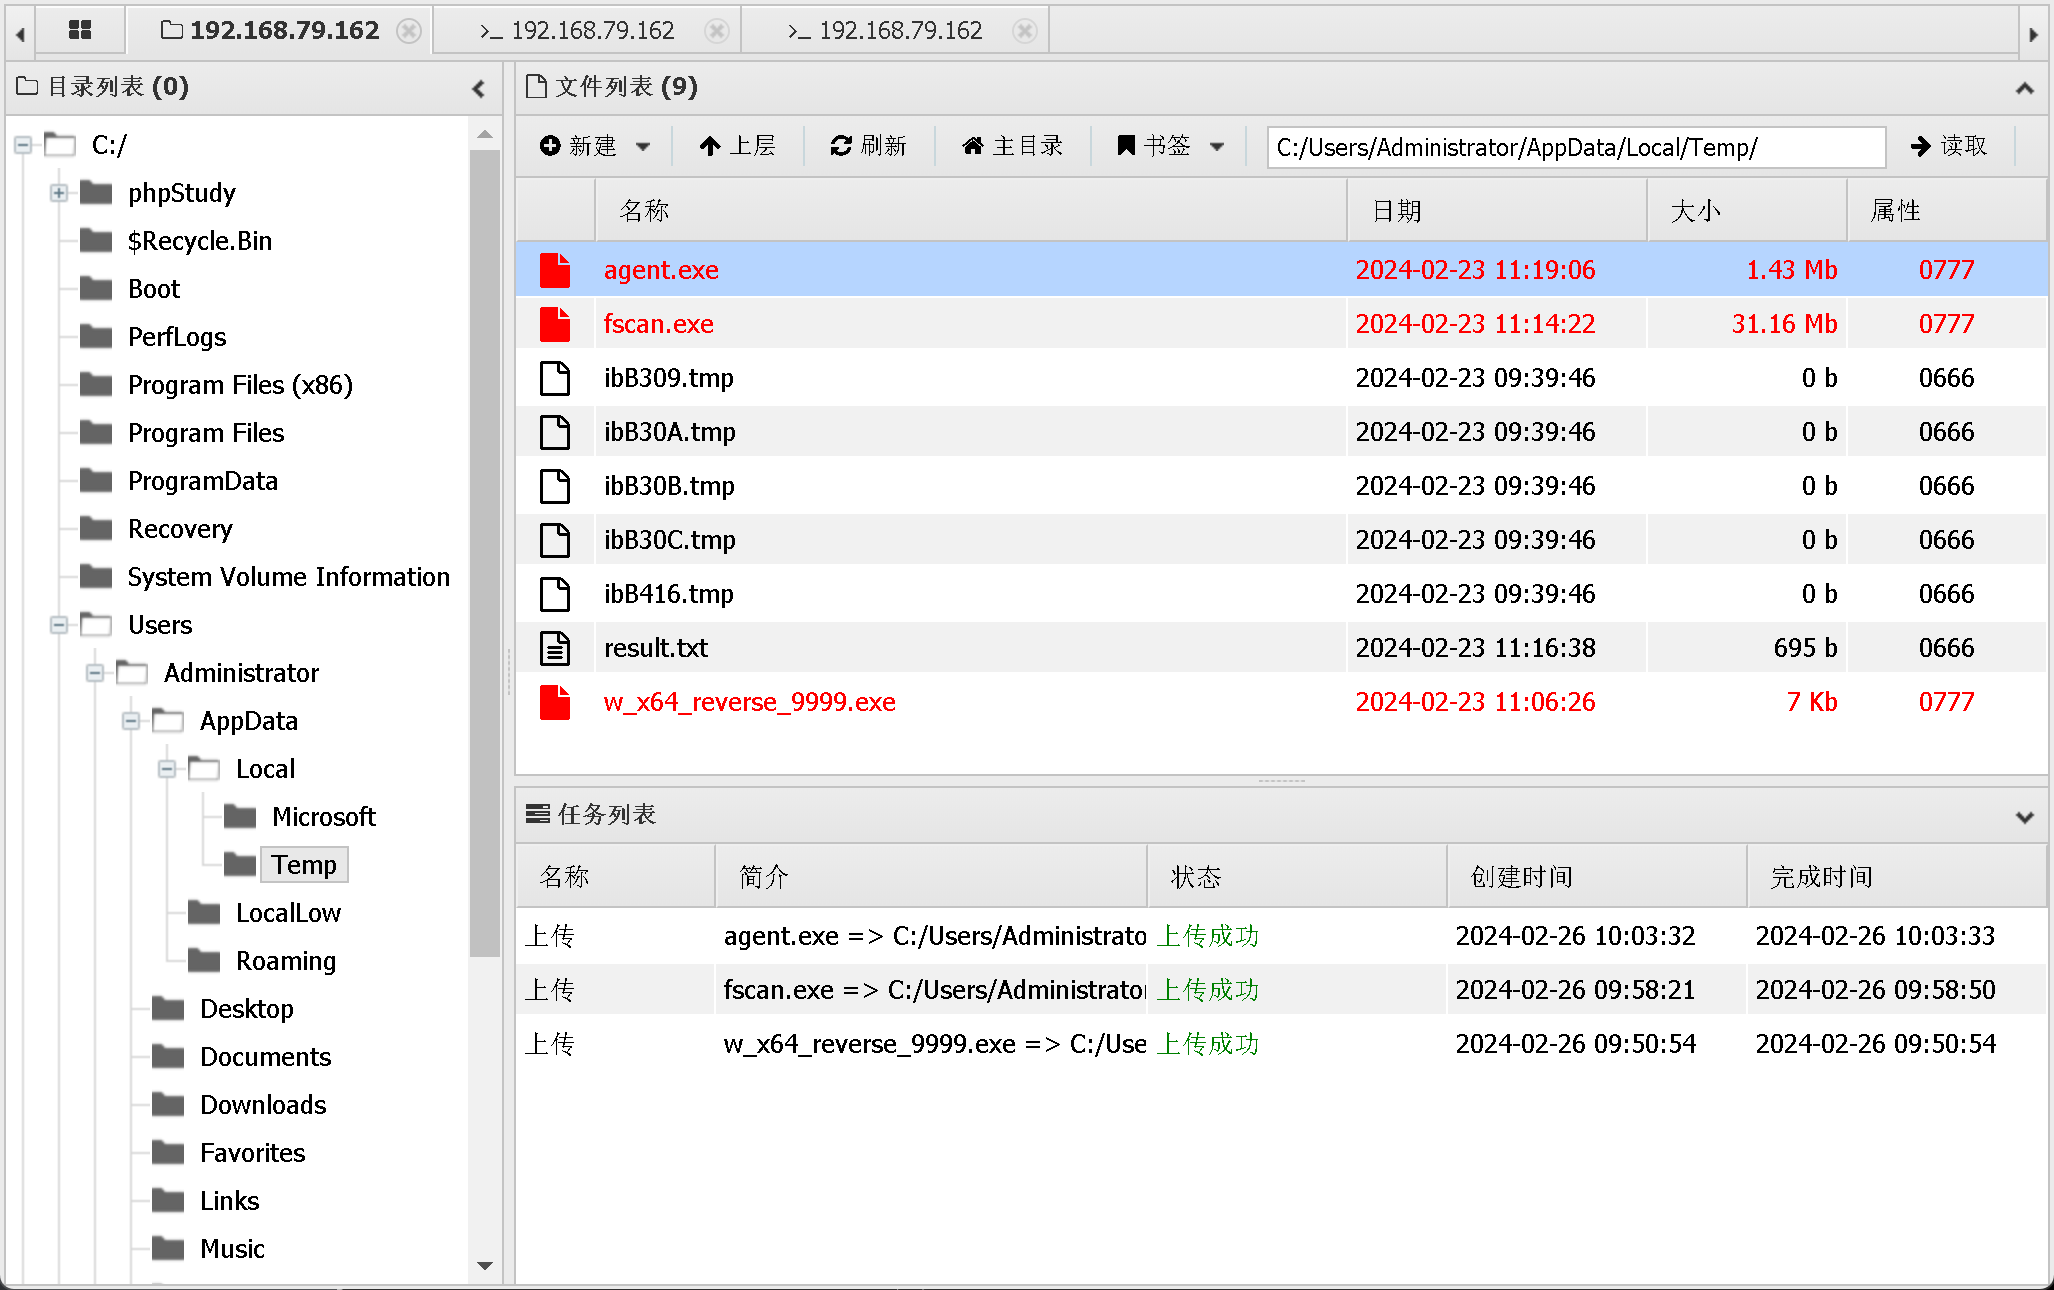 192.168.79.162
>_ 192.168.79.162
>_ 192.168.79.162
目录列表 (0)
C:/
phpStudy
$Recycle.Bin
Boot
PerfLogs
Program Files (x86)
Program Files
ProgramData
Recovery
System Volume Information
Users
Administrator
AppData
Local
Microsoft
Temp
LocalLow
Roaming
Desktop
Documents
Downloads
Favorites
Links
Music
文件列表 (9)
新建 上层 刷新 主目录 书签 C:/Users/Administrator/AppData/Local/Temp/ 读取
名称 日期 大小 属性
agent.exe 2024-02-23 11:19:06 1.43 Mb 0777
fscan.exe 2024-02-23 11:14:22 31.16 Mb 0777
ibB309.tmp 2024-02-23 09:39:46 0 b 0666
ibB30A.tmp 2024-02-23 09:39:46 0 b 0666
ibB30B.tmp 2024-02-23 09:39:46 0 b 0666
ibB30C.tmp 2024-02-23 09:39:46 0 b 0666
ibB416.tmp 2024-02-23 09:39:46 0 b 0666
result.txt 2024-02-23 11:16:38 695 b 0666
w_x64_reverse_9999.exe 2024-02-23 11:06:26 7 Kb 0777
任务列表
名称 简介 状态 创建时间 完成时间
上传 agent.exe => C:/Users/Administrato 上传成功 2024-02-26 10:03:32 2024-02-26 10:03:33
上传 fscan.exe => C:/Users/Administrator 上传成功 2024-02-26 09:58:21 2024-02-26 09:58:50
上传 w_x64_reverse_9999.exe => C:/Use 上传成功 2024-02-26 09:50:54 2024-02-26 09:50:54